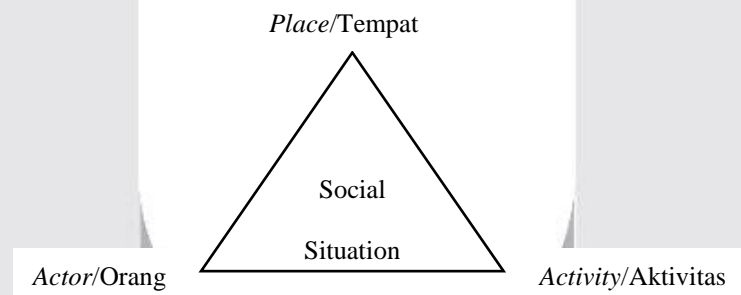 Place/Tempat
Social
Situation
Actor/Orang
Activity/Aktivitas